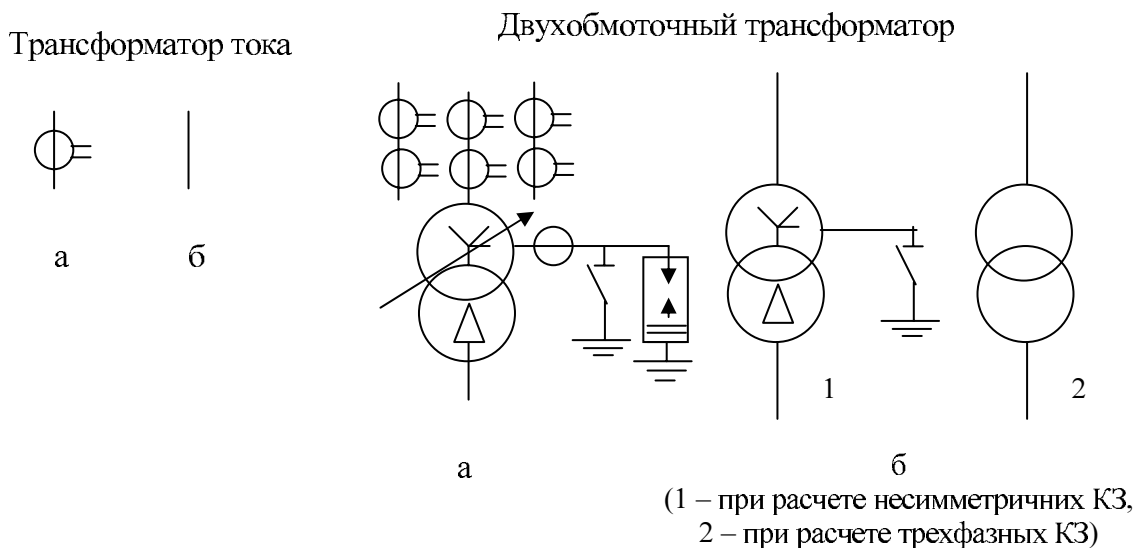 Двухобмоточный трансформатор
Трансформатор тока
а
б
1
2
а
б
(1 – при расчете несимметричних КЗ,
2 – при расчете трехфазных КЗ)